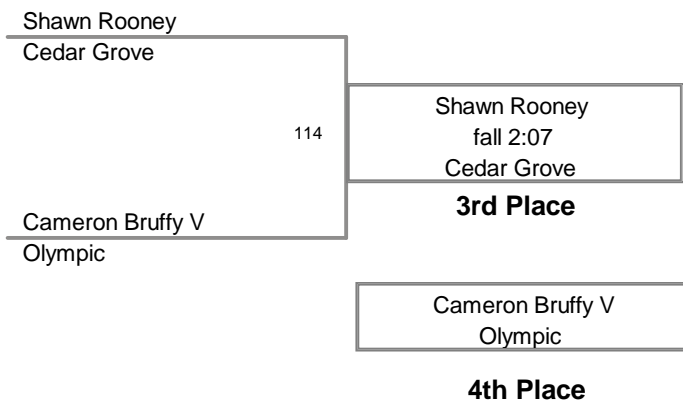 Shawn Rooney
Cedar Grove
114
Shawn Rooney
fall 2:07
Cedar Grove
3rd Place
Cameron Bruffy V
Olympic
Cameron Bruffy V
Olympic
4th Place